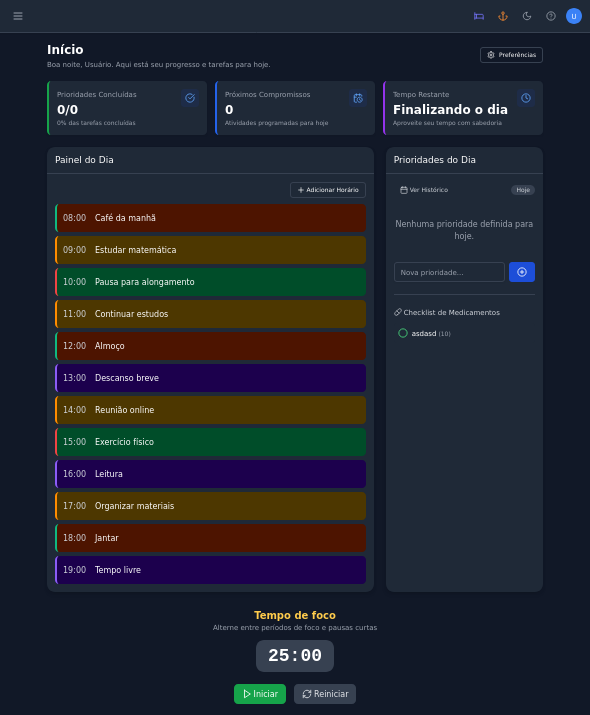 U
Início
Boa noite, Usuário. Aqui está seu progresso e tarefas para hoje.
Preferências
Prioridades Concluídas
0/0
0% das tarefas concluídas
Próximos Compromissos
0
Atividades programadas para hoje
Tempo Restante
Finalizando o dia
Aproveite seu tempo com sabedoria
Painel do Dia
Adicionar Horário
08:00 Café da manhã
09:00 Estudar matemática
10:00 Pausa para alongamento
11:00 Continuar estudos
12:00 Almoço
13:00 Descanso breve
14:00 Reunião online
15:00 Exercício físico
16:00 Leitura
17:00 Organizar materiais
18:00 Jantar
19:00 Tempo livre
Prioridades do Dia
Ver Histórico
Hoje
Nenhuma prioridade definida para
hoje.
Nova prioridade...
Checklist de Medicamentos
asdasd (10)
Tempo de foco
Alterne entre períodos de foco e pausas curtas
25:00
Iniciar
Reiniciar